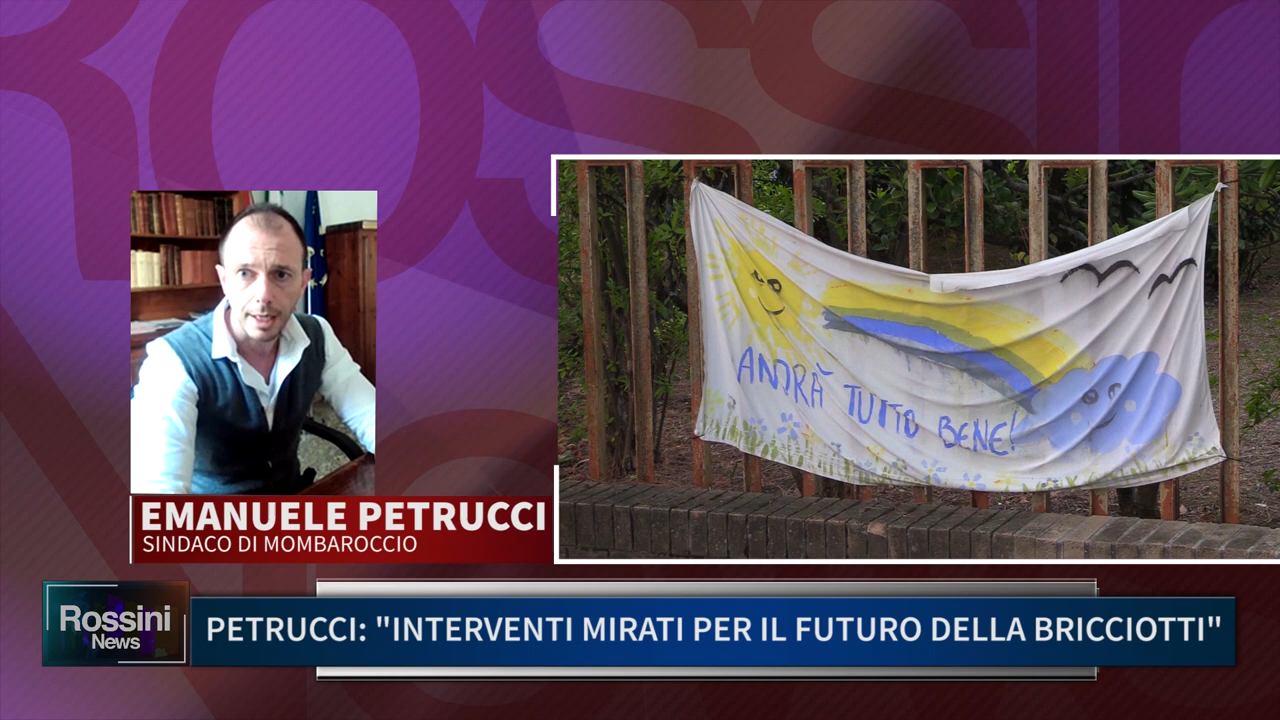 ANDRÀ TUTTO BENE!
EMANUELE PETRUCCI
SINDACO DI MOMBAROCCIO
Rossini
News
PETRUCCI: "INTERVENTI MIRATI PER IL FUTURO DELLA BRICCIOTTI"